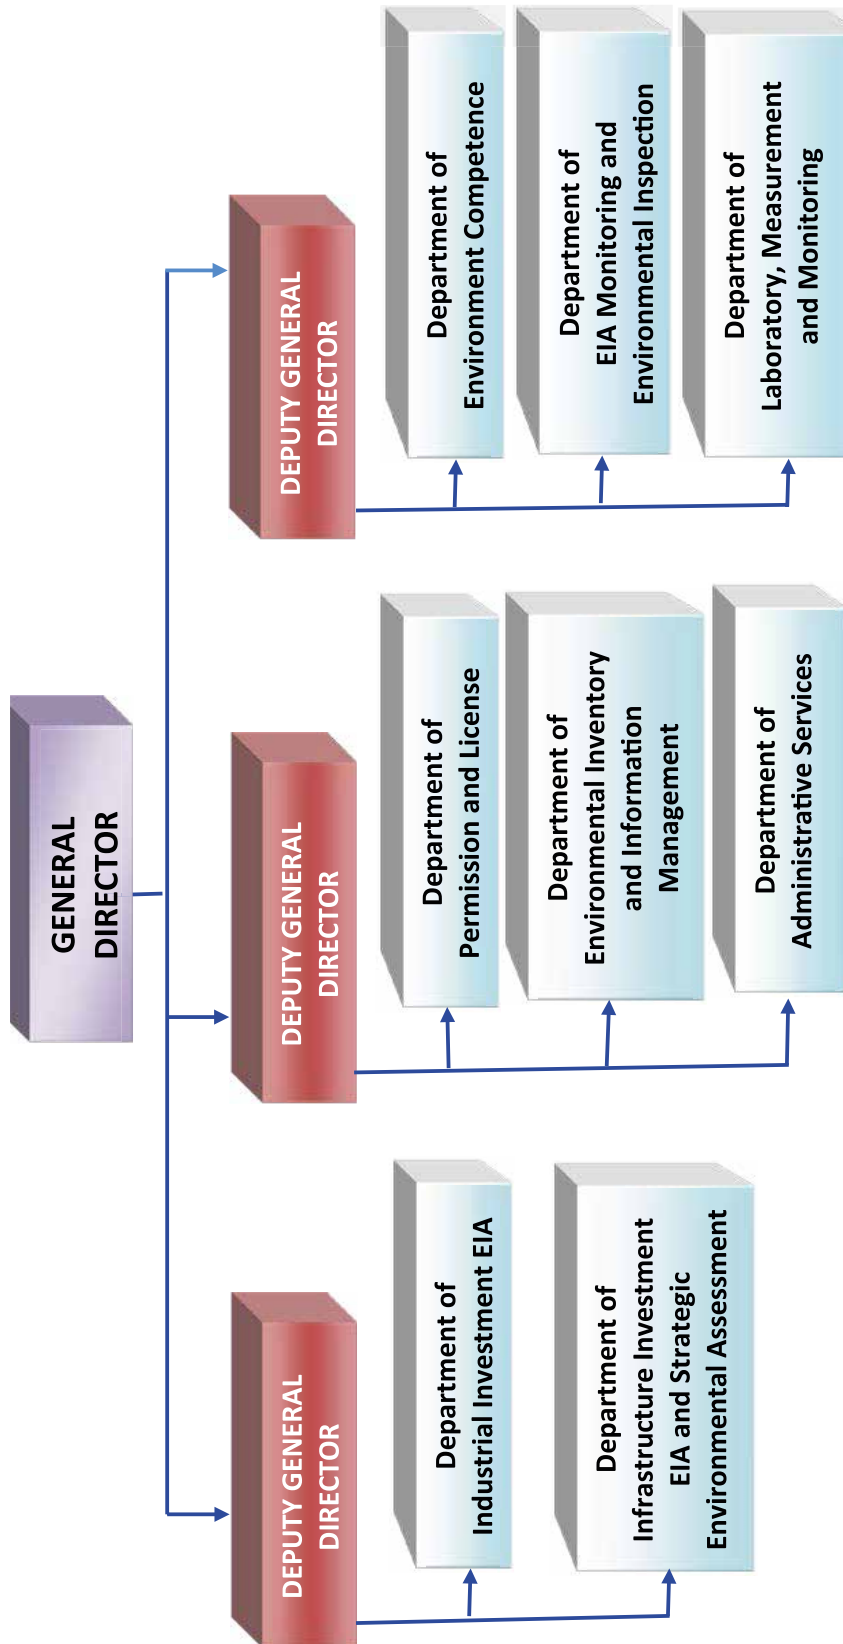 GENERAL
DIRECTOR
DEPUTY GENERAL
DIRECTOR
Department of
Industrial Investment EIA
Department of
Infrastructure Investment
EIA and Strategic
Environmental Assessment
DEPUTY GENERAL
DIRECTOR
Department of
Permission and License
Department of
Environmental Inventory
and Information
Management
Department of
Administrative Services
DEPUTY GENERAL
DIRECTOR
Department of
Environment Competence
Department of
EIA Monitoring and
Environmental Inspection
Department of
Laboratory, Measurement
and Monitoring